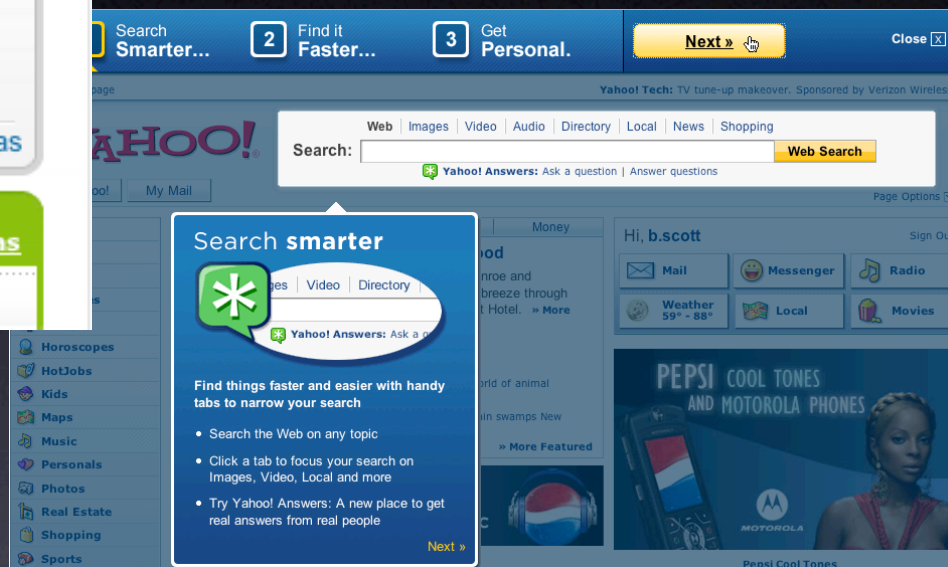 Search
Smarter...
2
Find it
Faster...
3
Get
Personal.
Next »
Close X
page
Yahoo! Tech: TV tune-up makeover. Sponsored by Verizon Wireless
as
AHOO!
Web Images Video Audio Directory Local News Shopping
Search:
Web Search
Yahoo! Answers: Ask a question | Answer questions
oo! My Mail
Page Options
ns
Search smarter
ges Video Directory
Yahoo! Answers: Ask a q
Find things faster and easier with handy
tabs to narrow your search
• Search the Web on any topic
• Click a tab to focus your search on
Images, Video, Local and more
• Try Yahoo! Answers: A new place to get
real answers from real people
Next »
es
Horoscopes
HotJobs
Kids
Maps
Music
Personals
Photos
Real Estate
Shopping
Sports
Money
ood
nroe and
breeze through
t Hotel. » More
orld of animal
ain swamps New
» More Featured
c
Hi, b.scott
Sign Ou
Mail
Messenger
Radio
Weather
59° - 88°
Local
Movies
PEPSI COOL TONES
AND MOTOROLA PHONES
MOTOROLA
Pepsi Cool Tones